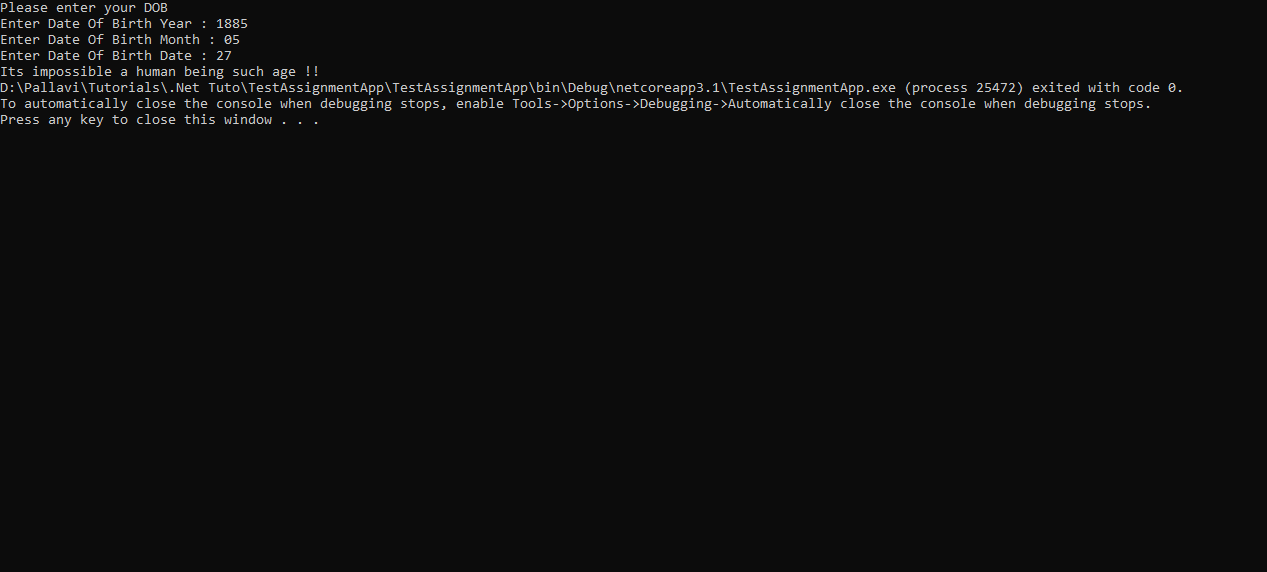 Please enter your DOB
Enter Date Of Birth Year : 1885
Enter Date Of Birth Month : 05
Enter Date Of Birth Date : 27
Its impossible a human being such age !!
D:\Pallavi\Tutorials\.Net Tuto\TestAssignmentApp\TestAssignmentApp\bin\Debug\netcoreapp3.1\TestAssignmentApp.exe (process 25472) exited with code 0.
To automatically close the console when debugging stops, enable Tools->Options->Debugging->Automatically close the console when debugging stops.
Press any key to close this window . . .